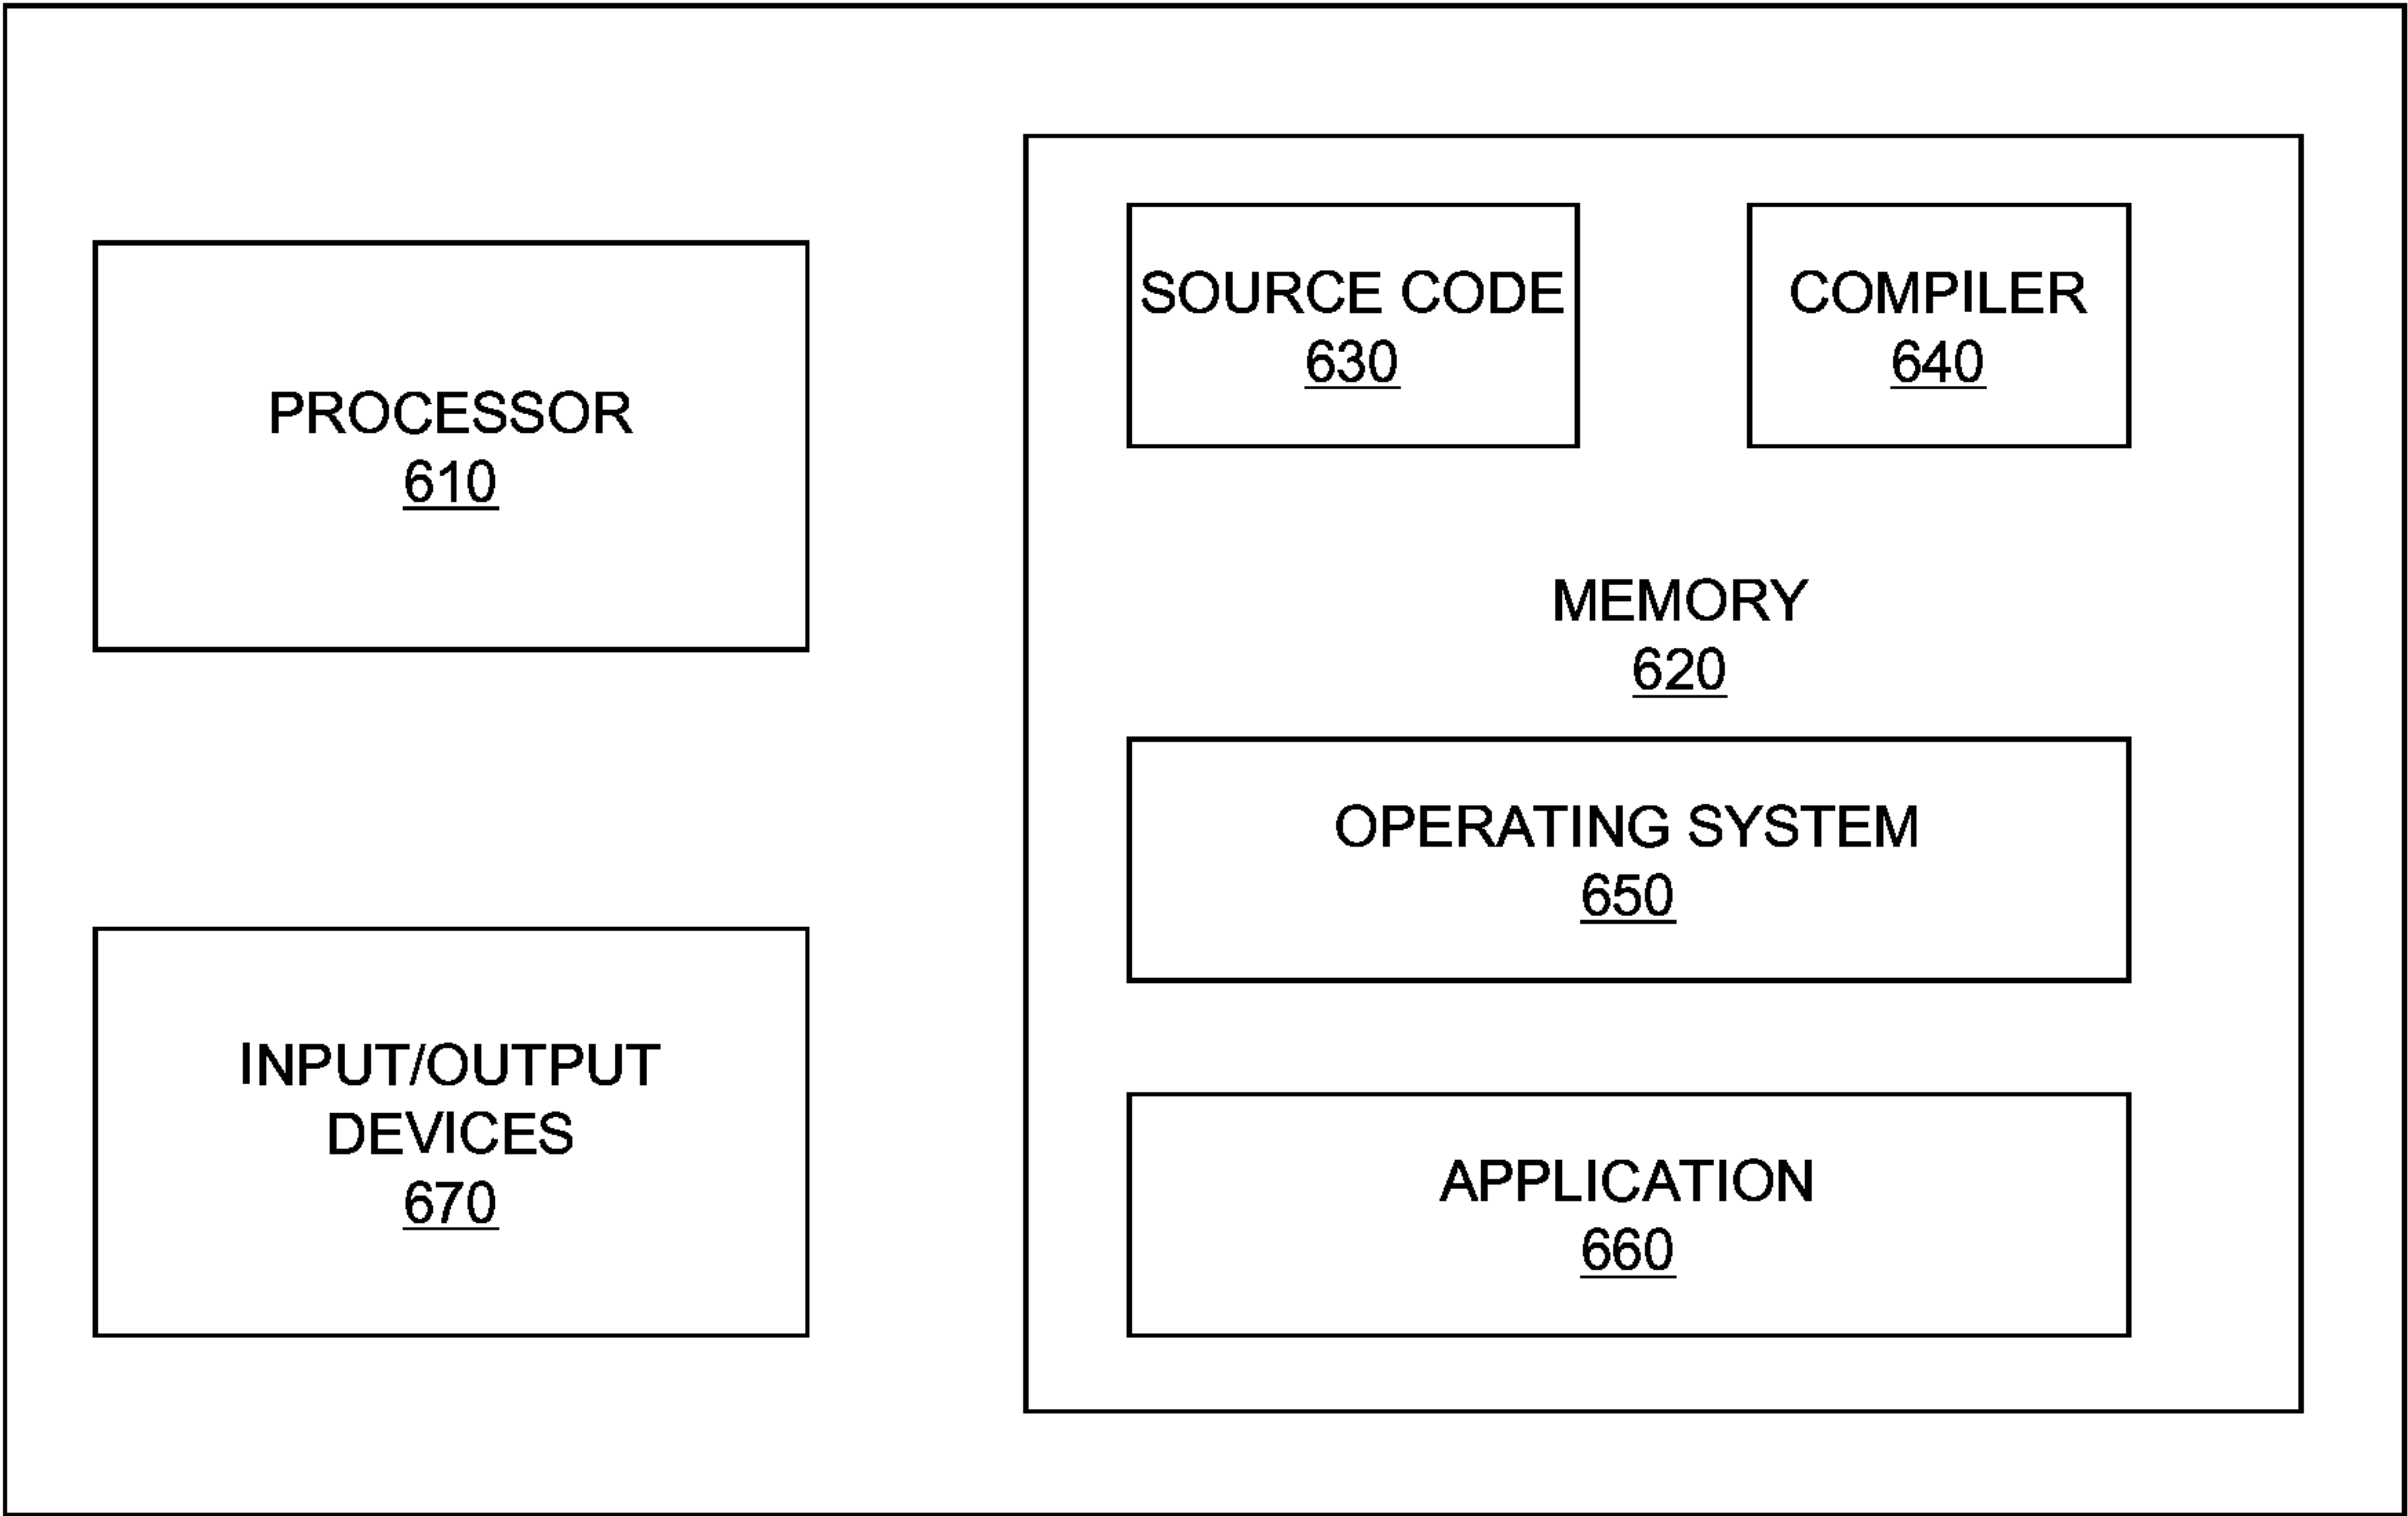 PROCESSOR
610
INPUT/OUTPUT
DEVICES
670
SOURCE CODE
630
COMPILER
640
MEMORY
620
OPERATING SYSTEM
650
APPLICATION
660